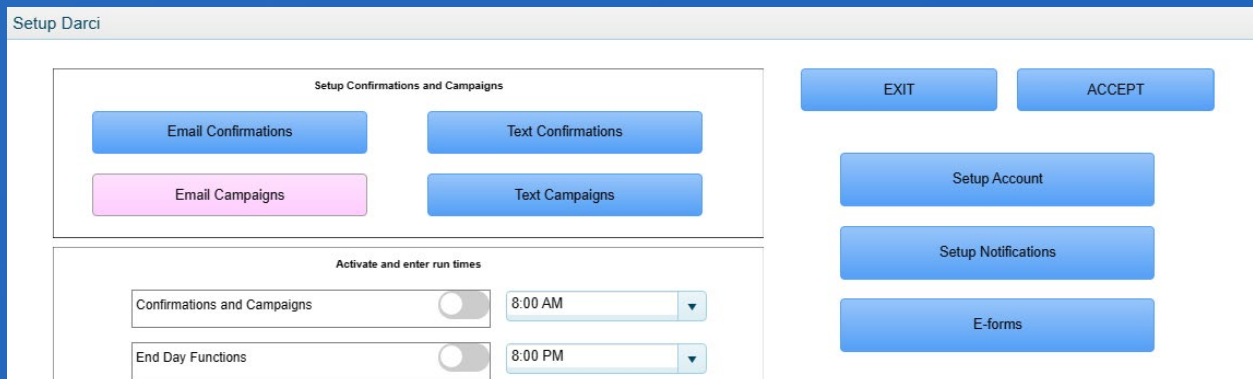 Setup Darci
Setup Confirmations and Campaigns
EXIT
ACCEPT
Email Confirmations
Text Confirmations
Setup Account
Email Campaigns
Text Campaigns
Setup Notifications
Activate and enter run times
Confirmations and Campaigns
8:00 AM
E-forms
End Day Functions
8:00 PM